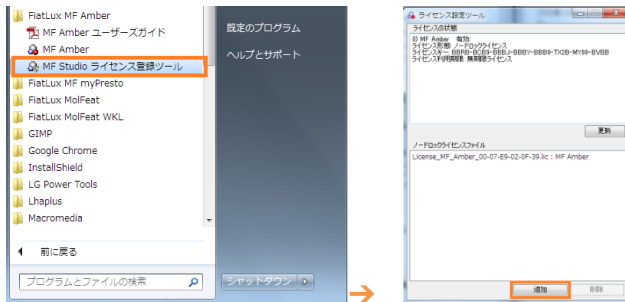 FiatLux MF Amber
MF Amber ユーザーズガイド
MF Amber
MF Studio ライセンス登録ツール
FiatLux MF myPresto
FiatLux MolFeat
FiatLux MolFeat WKL
GIMP
Google Chrome
InstallShield
LG Power Tools
Lhaplus
Macromedia
前に戻る
プログラムとファイルの検索
既定のプログラム
ヘルプとサポート
シャットダウン
ライセンス設定ツール
ライセンスの状態
MF Amber 有効
ライセンス形態: ノードロックライセンス
ライセンス利用期限: 無期限ライセンス
更新
ノードロックライセンスファイル
License_MF_Amber_00-07-E9-02-0F-39.lic : MF Amber
追加
削除